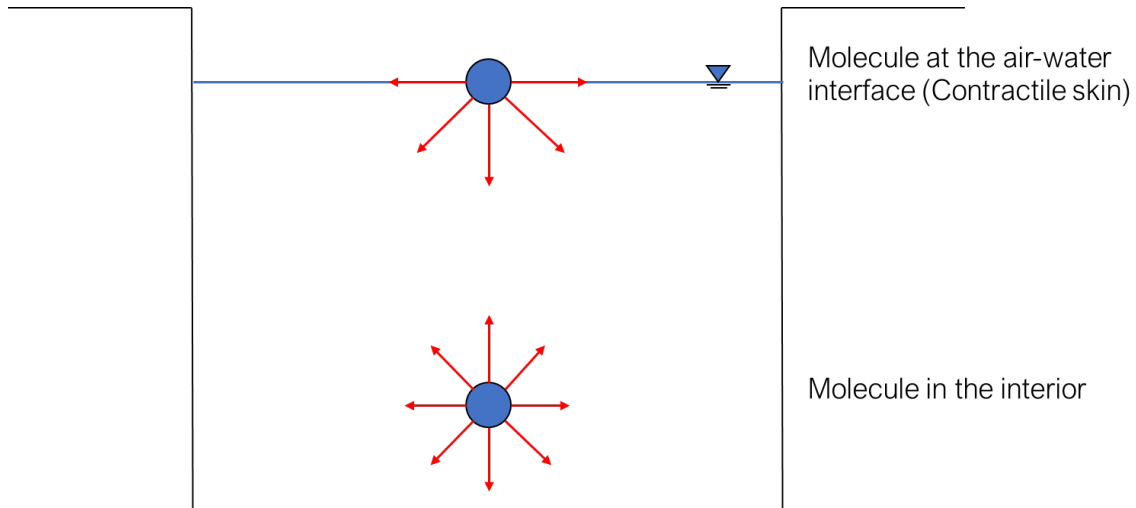 Molecule at the air-water
interface (Contractile skin)
Molecule in the interior